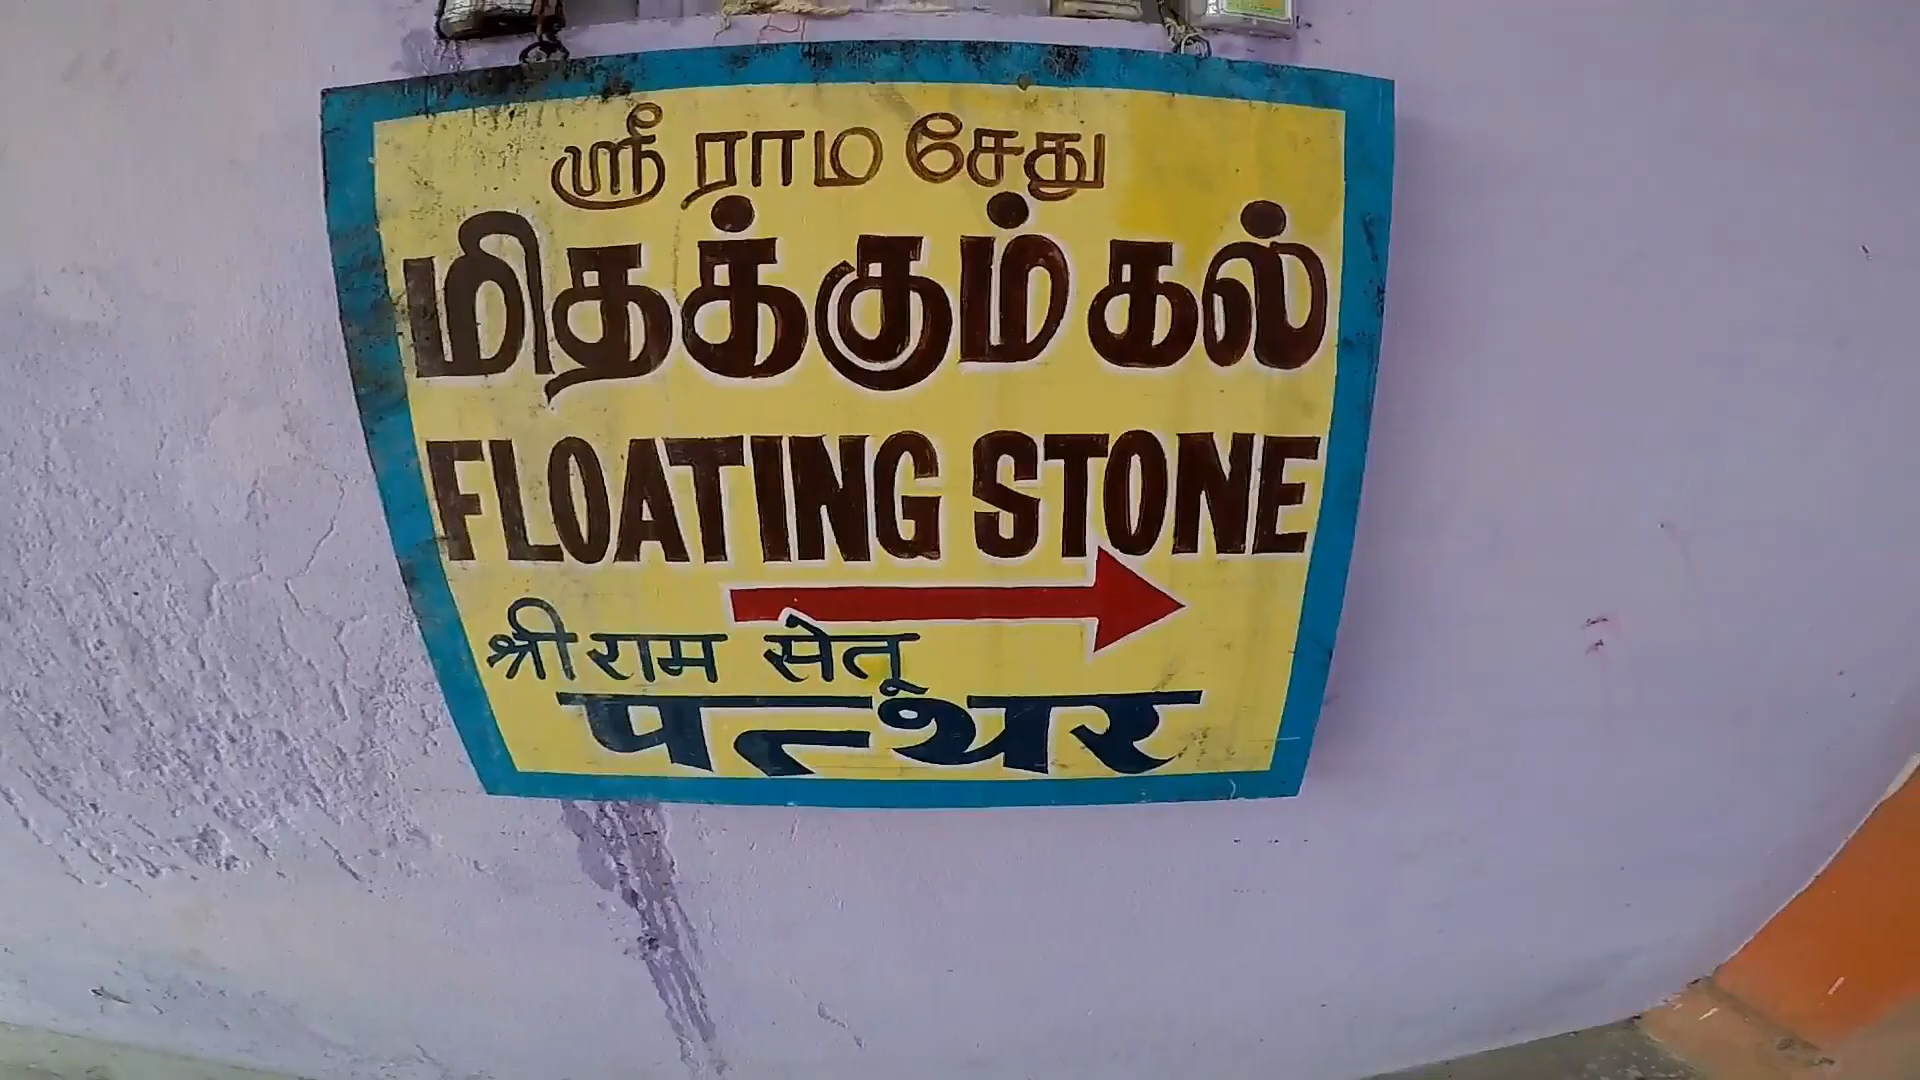 ஸ்ரீ ராம சேது
மிதக்கும் கல்
FLOATING STONE
श्री राम सेतू
पत्थर